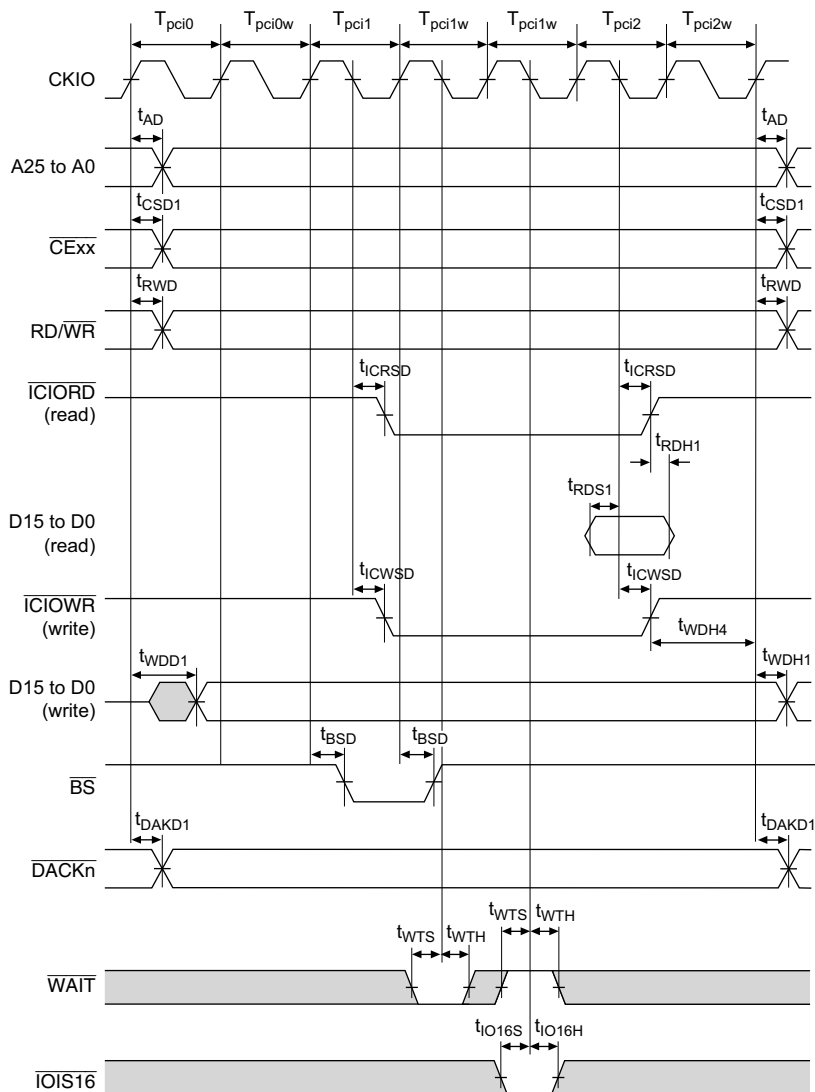 Tpci0 Tpci0w Tpci1 Tpci1w Tpci1w Tpci2 Tpci2w
CKIO
tAD tAD
A25 to A0
tCSD1 tCSD1
CExx
tRWD tRWD
RD/WR
tICRSD tICRSD
ICIORD
(read)
tRDH1
tRDS1
D15 to D0
(read)
tICWSD tICWSD
ICIOWR
(write)
tWDH4
tWDD1 tWDH1
D15 to D0
(write)
tBSD tBSD
BS
tDAKD1 tDAKD1
DACKn
tWTS tWTH tWTS tWTH
WAIT
tIO16S tIO16H
IOIS16